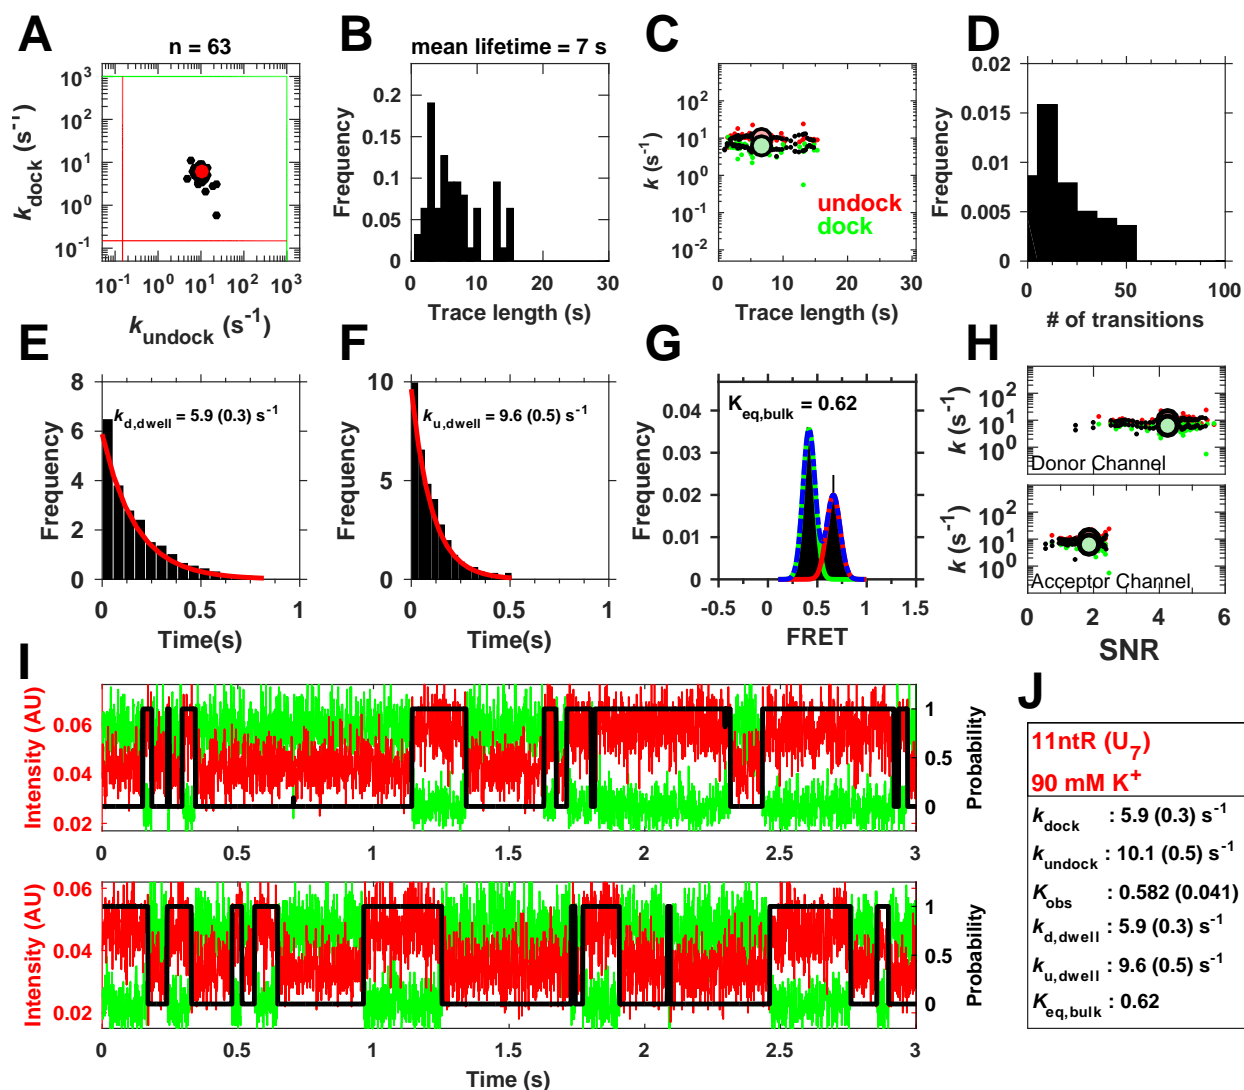 A
n = 63
10^3
10^2
10^1
10^0
10^-1
k_dock (s^-1)
10^-1 10^0 10^1 10^2 10^3
k_undock (s^-1)
B
mean lifetime = 7 s
0.2
0.15
0.1
0.05
0
Frequency
0 10 20 30
Trace length (s)
C
10^2
10^1
10^0
10^-1
10^-2
k (s^-1)
undock
dock
0 10 20 30
Trace length (s)
D
0.02
0.015
0.01
0.005
0
Frequency
0 50 100
# of transitions
E
8
6
4
2
0
Frequency
k_d,dwell = 5.9 (0.3) s^-1
0 0.5 1
Time(s)
F
10
5
0
Frequency
k_u,dwell = 9.6 (0.5) s^-1
0 0.5 1
Time(s)
G
0.04
0.03
0.02
0.01
0
Frequency
K_eq,bulk = 0.62
-0.5 0 0.5 1 1.5
FRET
H
10^2
10^1
10^0
k (s^-1)
Donor Channel
10^2
10^1
10^0
k (s^-1)
Acceptor Channel
0 2 4 6
SNR
I
0.06
0.04
0.02
Intensity (AU)
1
0.5
0
Probability
0 0.5 1 1.5 2 2.5 3
0.06
0.04
0.02
Intensity (AU)
1
0.5
0
Probability
0 0.5 1 1.5 2 2.5 3
Time (s)
J
11ntR (U_7)
90 mM K^+
k_dock : 5.9 (0.3) s^-1
k_undock : 10.1 (0.5) s^-1
K_obs : 0.582 (0.041)
k_d,dwell : 5.9 (0.3) s^-1
k_u,dwell : 9.6 (0.5) s^-1
K_eq,bulk : 0.62